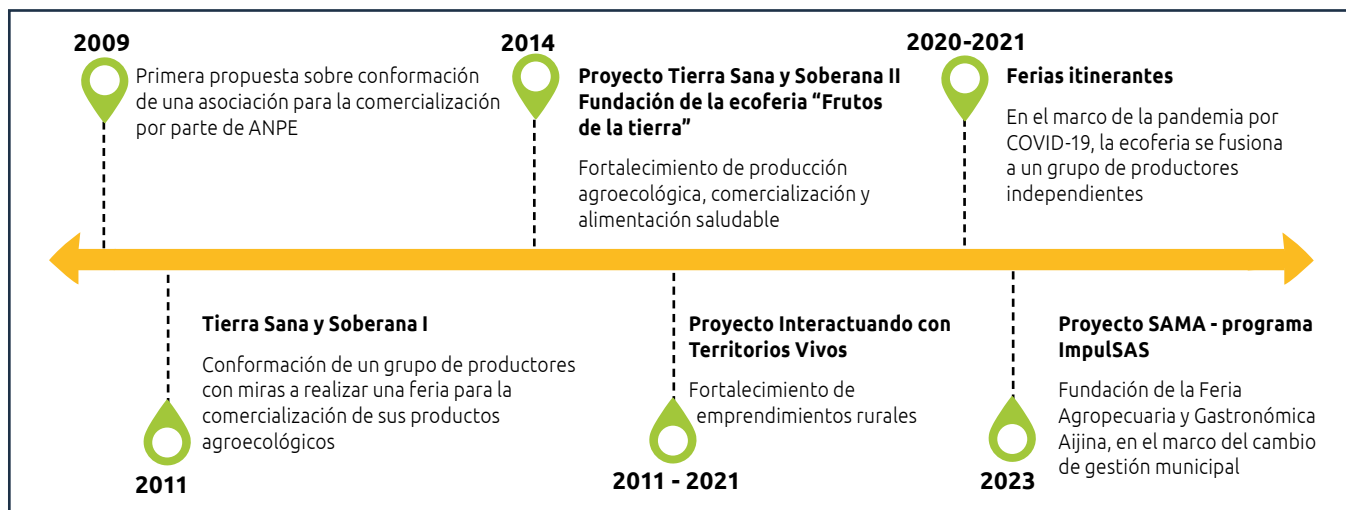 2009
Primera propuesta sobre conformación
de una asociación para la comercialización
por parte de ANPE
2014
Proyecto Tierra Sana y Soberana II
Fundación de la ecoferia “Frutos
de la tierra”
Fortalecimiento de producción
agroecológica, comercialización y
alimentación saludable
2020-2021
Ferias itinerantes
En el marco de la pandemia por
COVID-19, la ecoferia se fusiona
a un grupo de productores
independientes
Tierra Sana y Soberana I
Conformación de un grupo de productores
con miras a realizar una feria para la
comercialización de sus productos
agroecológicos
2011
Proyecto Interactuando con
Territorios Vivos
Fortalecimiento de
emprendimientos rurales
2011 - 2021
Proyecto SAMA - programa
ImpulSAS
Fundación de la Feria
Agropecuaria y Gastronómica
Aijina, en el marco del cambio
de gestión municipal
2023